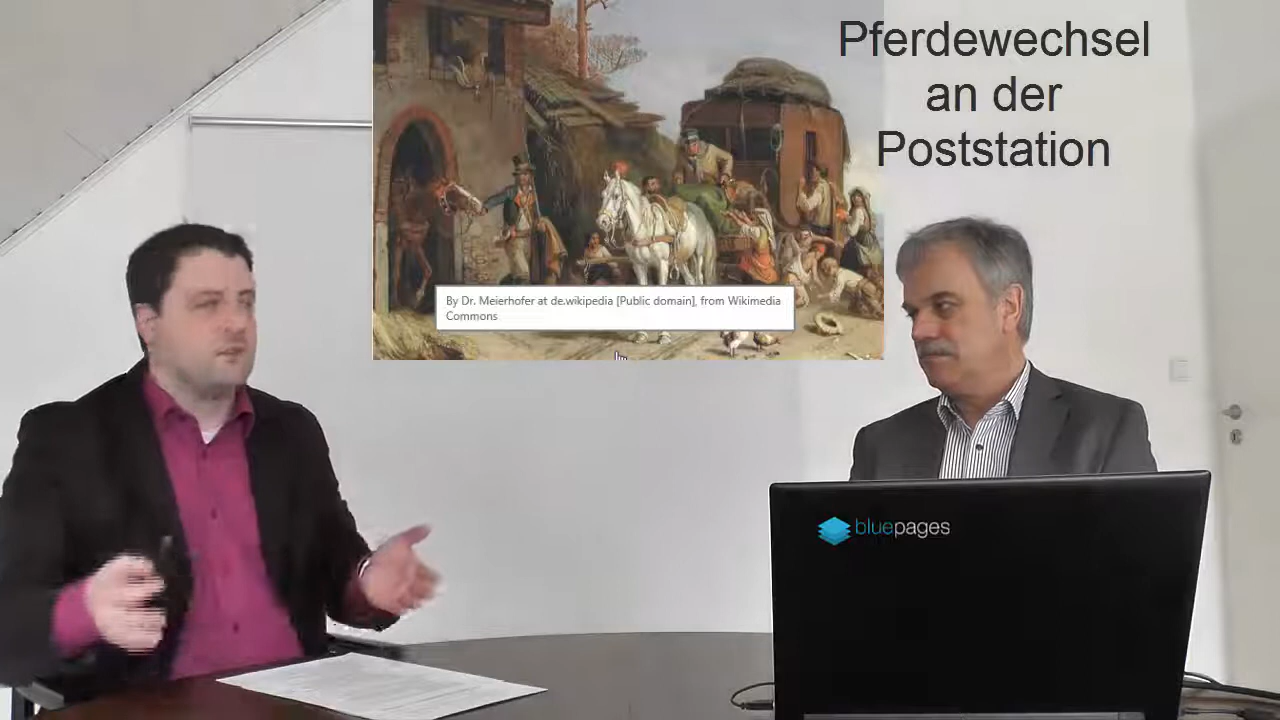 Pferdewechsel
an der
Poststation
By Dr. Meierhofer at de.wikipedia [Public domain], from Wikimedia
Commons
bluepages